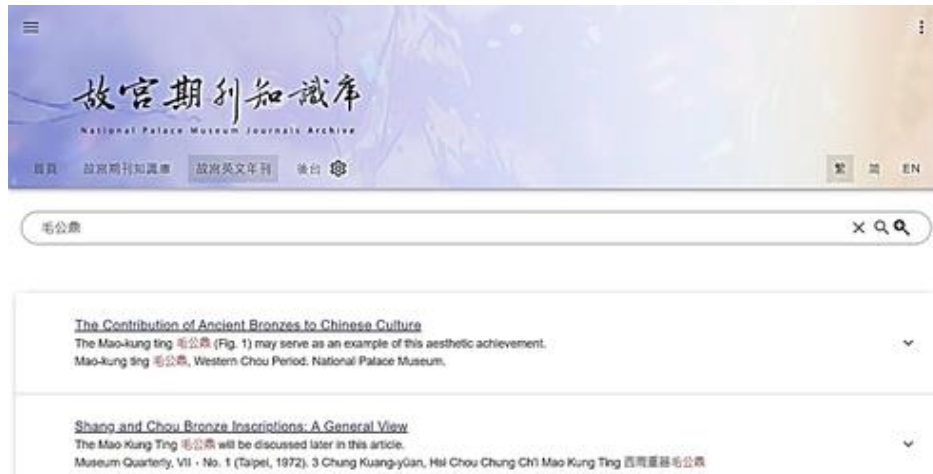 故宮期刊知識庫
National Palace Museum Journals Archive
首頁 故宮期刊知識庫 故宮英文年刊 後台
繁 简 EN
毛公鼎
The Contribution of Ancient Bronzes to Chinese Culture
The Mao-kung ting 毛公鼎 (Fig. 1) may serve as an example of this aesthetic achievement.
Mao-kung ting 毛公鼎, Western Chou Period. National Palace Museum.
Shang and Chou Bronze Inscriptions: A General View
The Mao Kung Ting 毛公鼎 will be discussed later in this article.
Museum Quarterly, VII - No. 1 (Taipei, 1972). 3 Chung Kuang-yüan, Hsi Chou Chung Ch'i Mao Kung Ting 西周重器毛公鼎